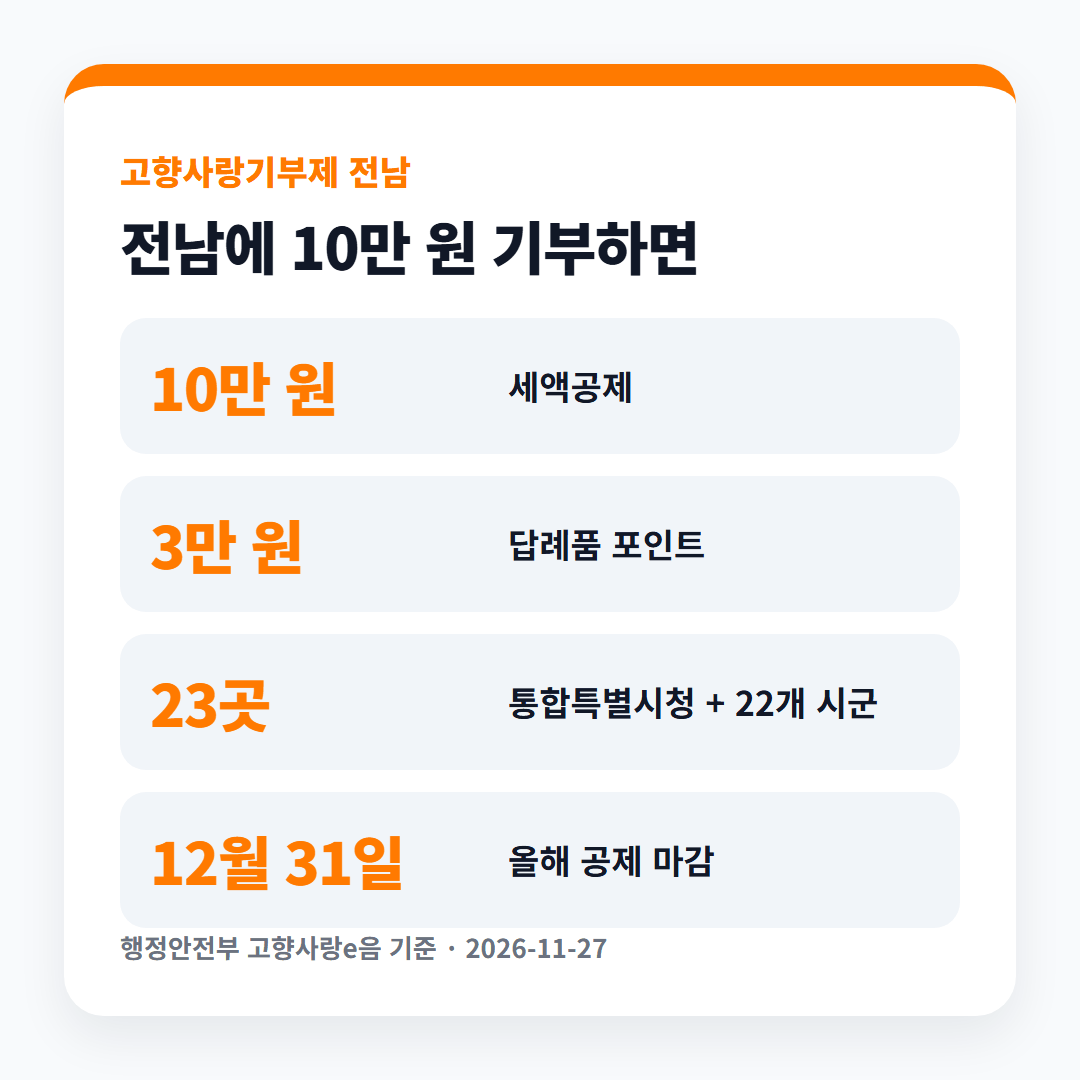 고향사랑기부제 전남
전남에 10만 원 기부하면
10만 원 세액공제
3만 원 답례품 포인트
23곳 통합특별시청 + 22개 시군
12월 31일 올해 공제 마감
행정안전부 고향사랑e음 기준 · 2026-11-27